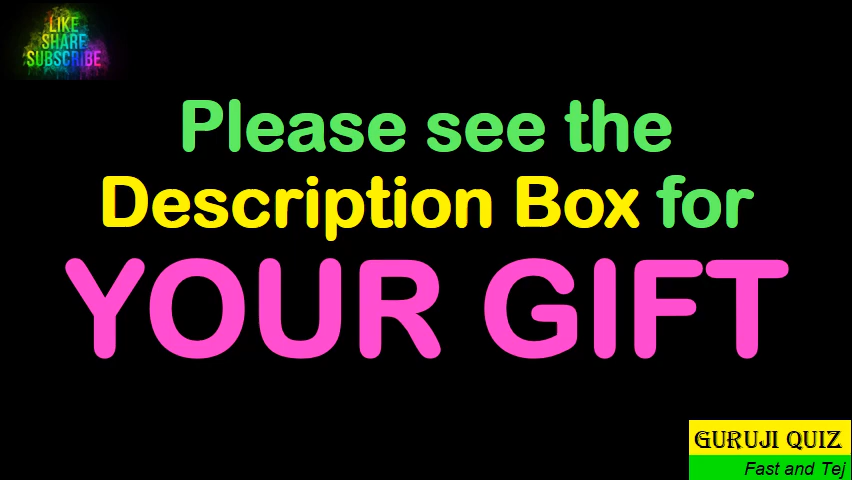 LIKE
SHARE
SUBSCRIBE
Please see the
Description Box for
YOUR GIFT
GURUJI QUIZ
Fast and Tej